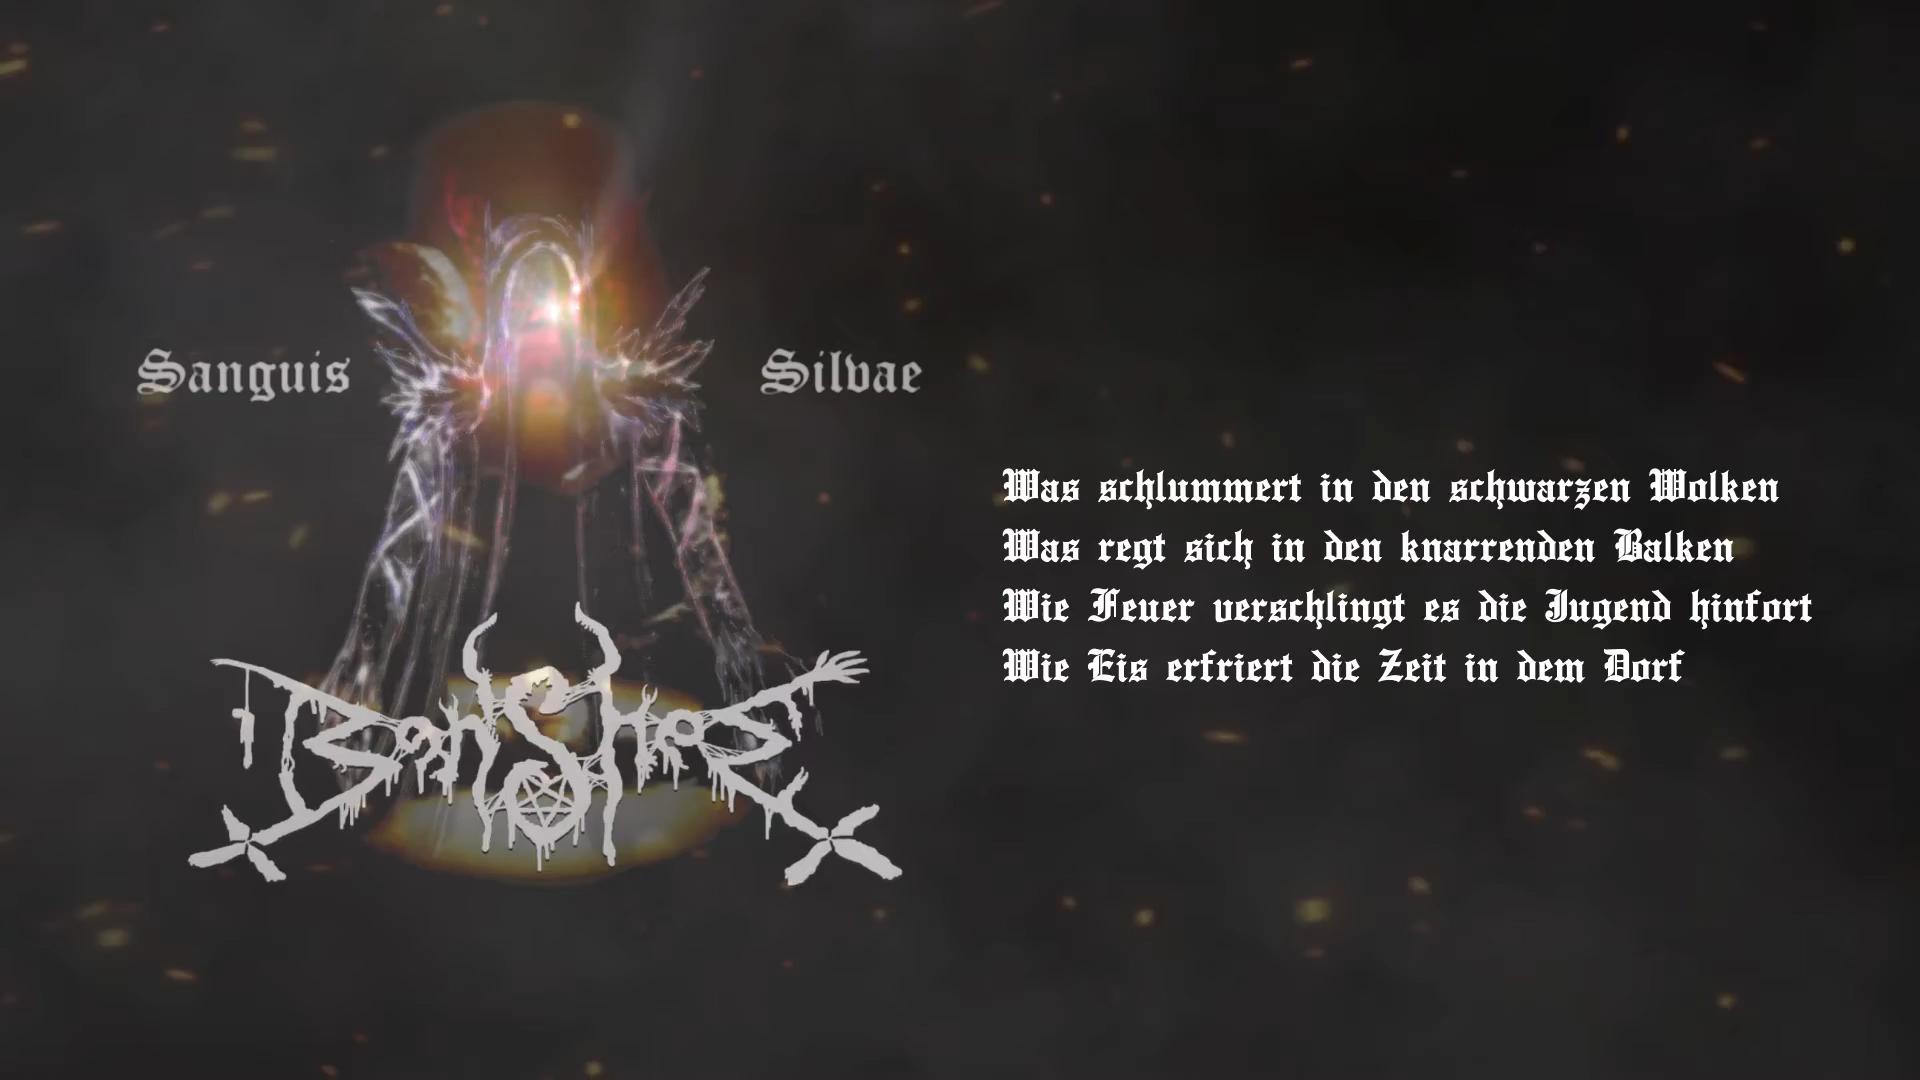 Sanguis Silvae
Was schlummert in den schwarzen Wolken
Was regt sich in den knarrenden Balken
Wie Feuer verschlingt es die Jugend hinfort
Wie Eis erfriert die Zeit in dem Dorf